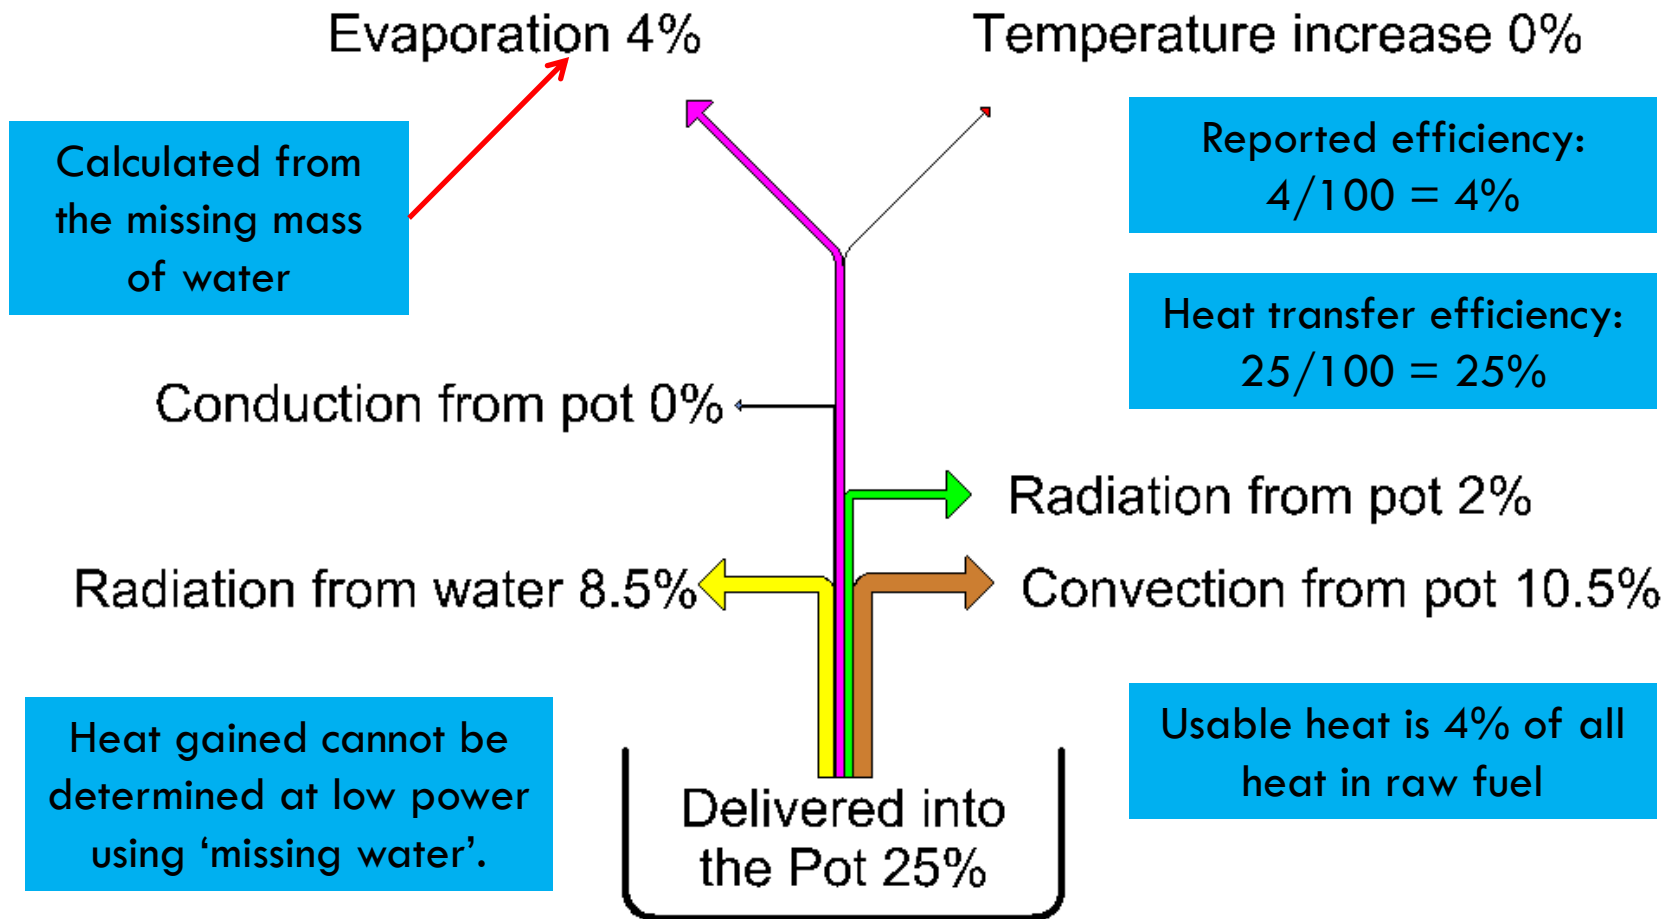 Evaporation 4%
Temperature increase 0%
Calculated from
the missing mass
of water
Reported efficiency:
4/100 = 4%
Heat transfer efficiency:
25/100 = 25%
Conduction from pot 0%
Radiation from pot 2%
Radiation from water 8.5%
Convection from pot 10.5%
Heat gained cannot be
determined at low power
using ‘missing water’.
Delivered into
the Pot 25%
Usable heat is 4% of all
heat in raw fuel